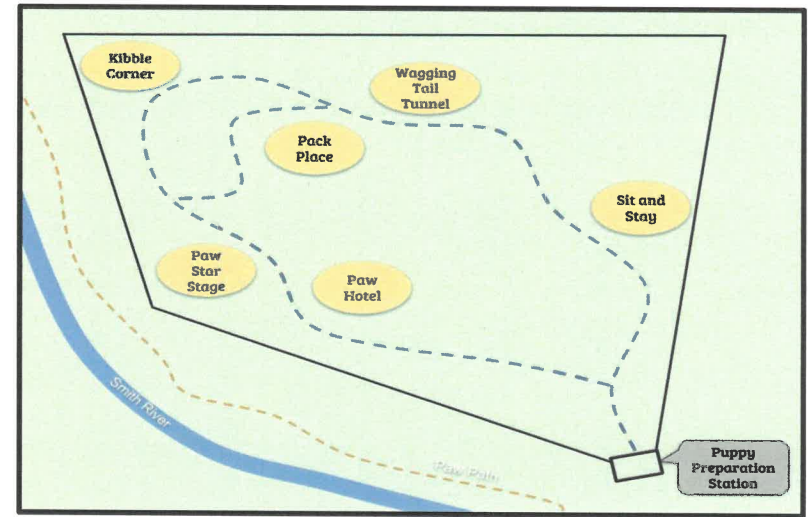 Kibble
Corner
Wagging
Tail
Tunnel
Pack
Place
Sit and
Stay
Paw
Star
Stage
Paw
Hotel
Smith River
Paw Path
Puppy
Preparation
Station